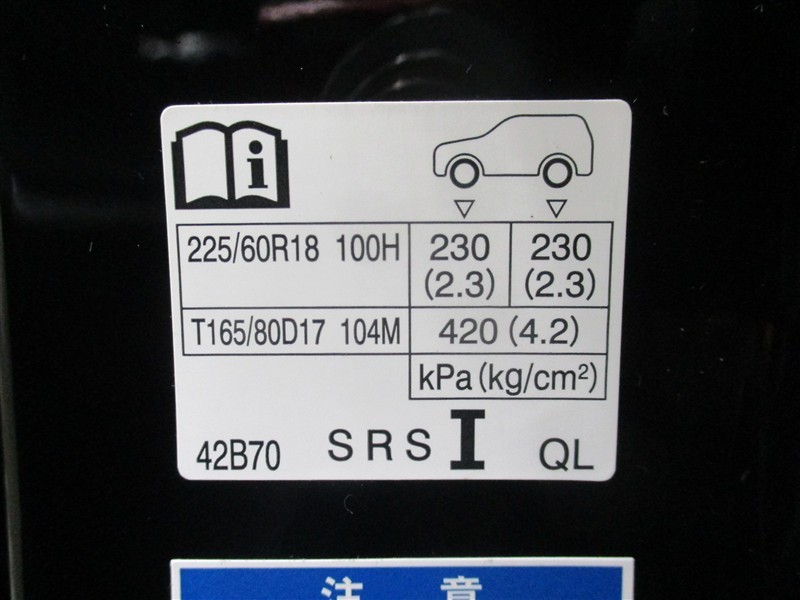 225/60R18 100H 230 230
(2.3) (2.3)
T165/80D17 104M 420 (4.2)
kPa(kg/cm²)
42B70 SRS I QL
注意